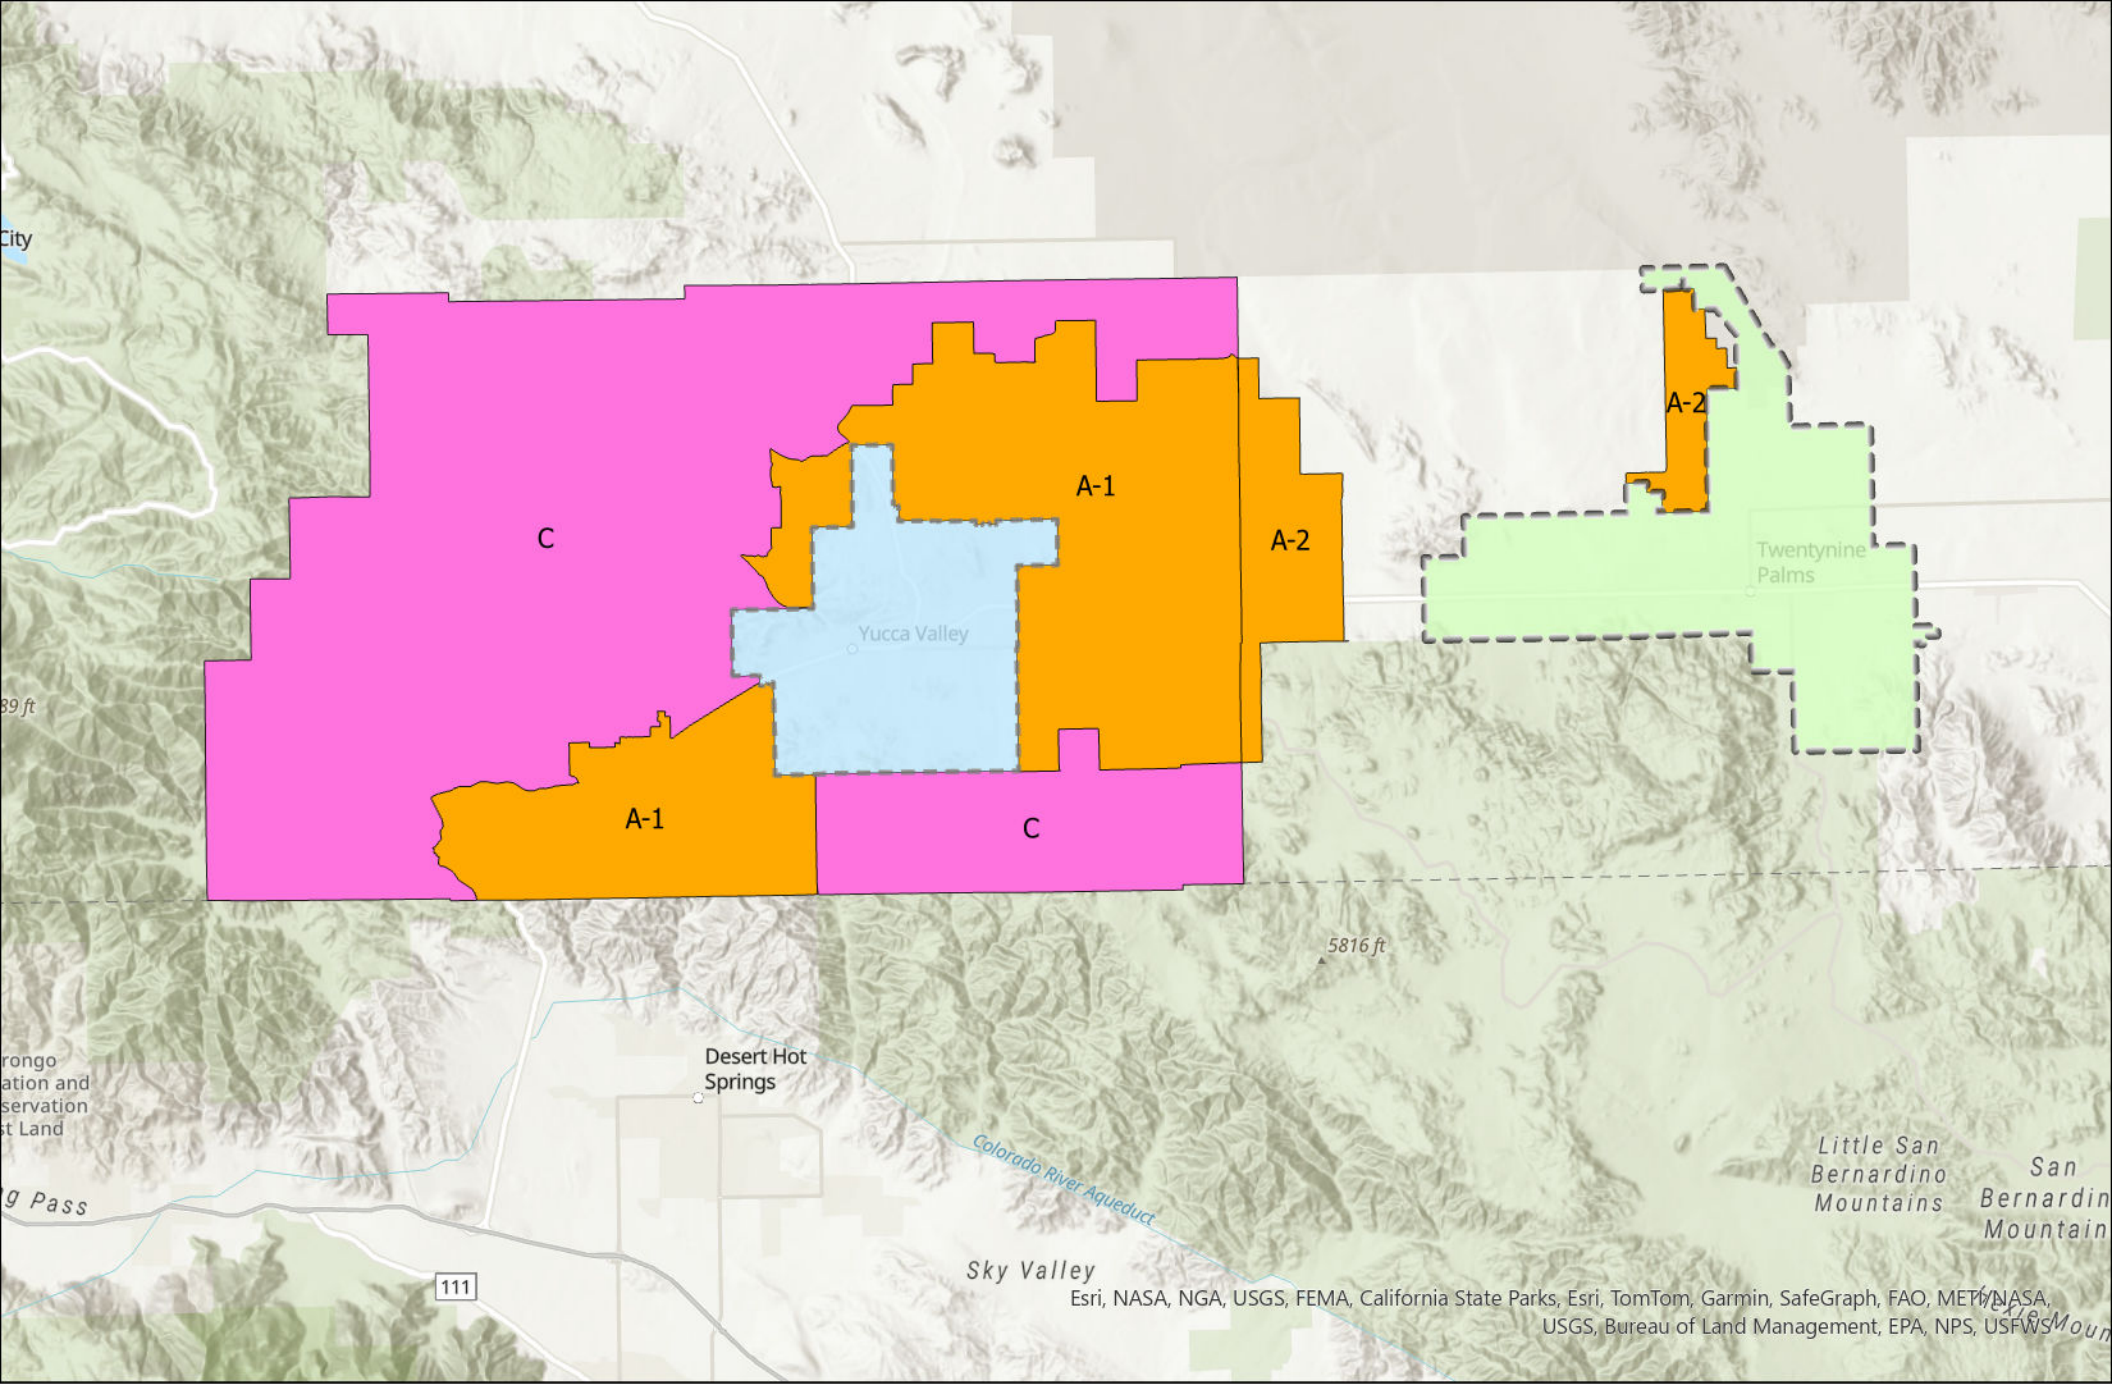 City
A-2
A-1
C
A-2
Twentynine
Palms
Yucca Valley
89 ft
A-1
C
5816 ft
Desert Hot
Springs
rongo
ation and
servation
st Land
Colorado River Aqueduct
Little San
Bernardino
Mountains
San
Bernardin
Mountain
g Pass
Sky Valley
111
Esri, NASA, NGA, USGS, FEMA, California State Parks, Esri, TomTom, Garmin, SafeGraph, FAO, METI/NASA,
USGS, Bureau of Land Management, EPA, NPS, USFWS
Moun